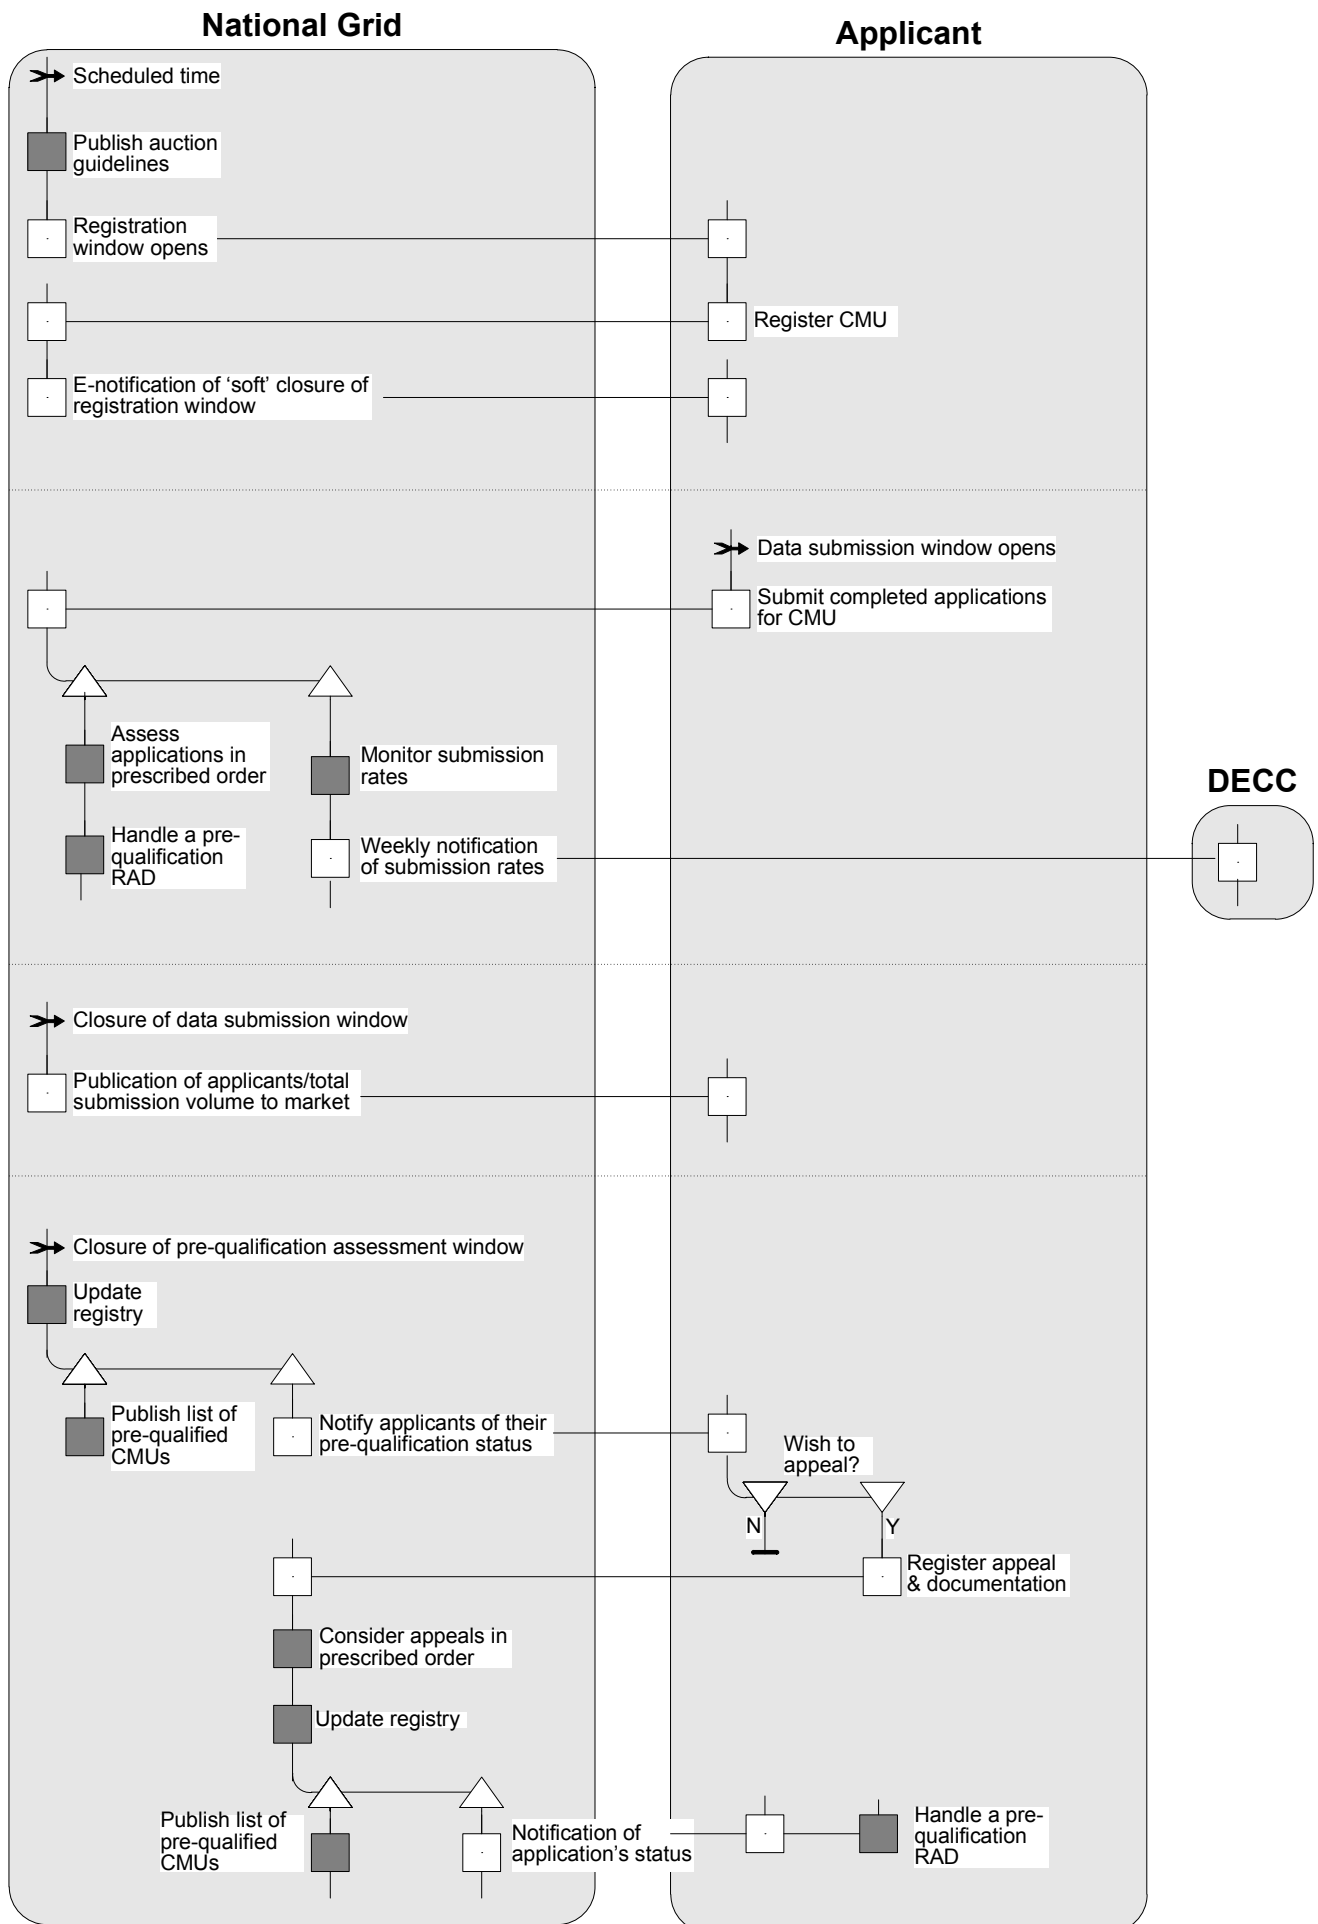 National Grid
Applicant
Scheduled time
Publish auction
guidelines
Registration
window opens
Register CMU
E-notification of ‘soft’ closure of
registration window
Data submission window opens
Submit completed applications
for CMU
Assess
applications in
prescribed order
Monitor submission
rates
DECC
Handle a pre-
qualification
RAD
Weekly notification
of submission rates
Closure of data submission window
Publication of applicants/total
submission volume to market
Closure of pre-qualification assessment window
Update
registry
Publish list of
pre-qualified
CMUs
Notify applicants of their
pre-qualification status
Wish to
appeal?
N
Y
Register appeal
& documentation
Consider appeals in
prescribed order
Update registry
Publish list of
pre-qualified
CMUs
Notification of
application’s status
Handle a pre-
qualification
RAD